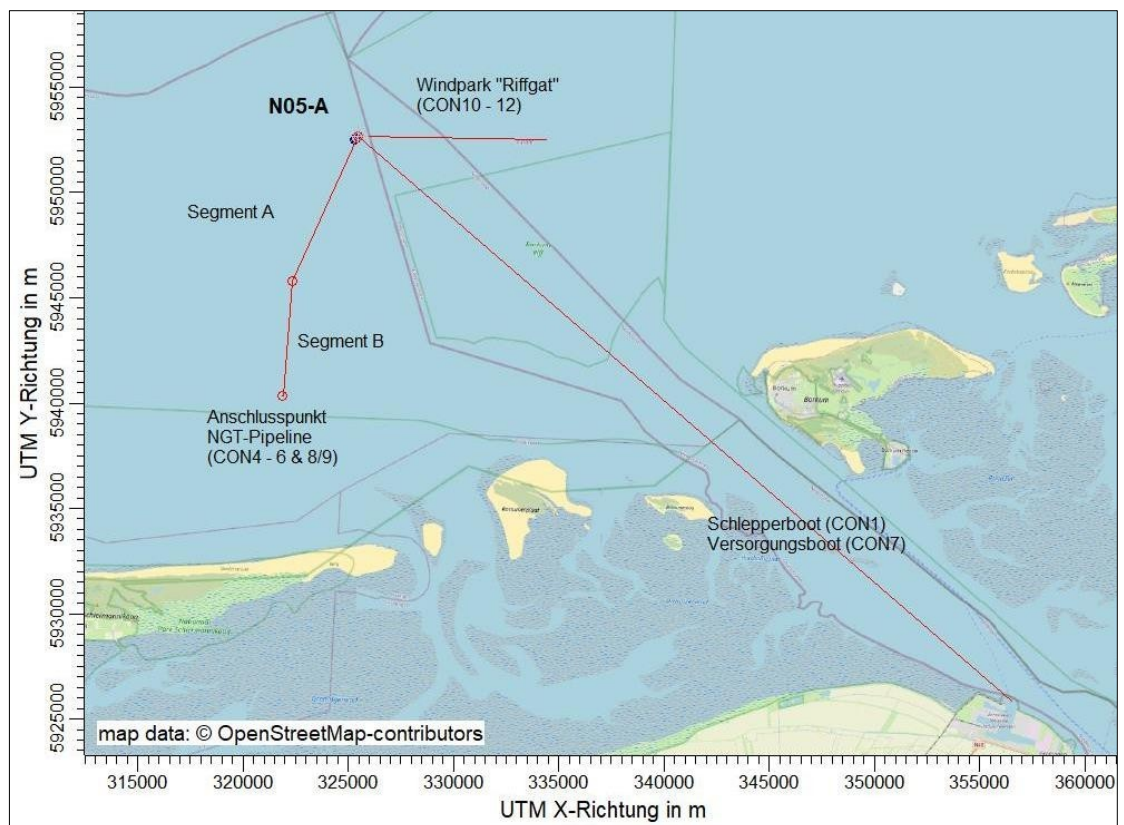 Windpark "Riffgat"
(CON10 - 12)
N05-A
Segment A
Segment B
Anschlusspunkt
NGT-Pipeline
(CON4 - 6 & 8/9)
Schlepperboot (CON1)
Versorgungsboot (CON7)
Borkum
Borkum
map data: © OpenStreetMap-contributors
UTM Y-Richtung in m
5955000
5950000
5945000
5940000
5935000
5930000
5925000
315000
320000
325000
330000
335000
340000
345000
350000
355000
360000
UTM X-Richtung in m